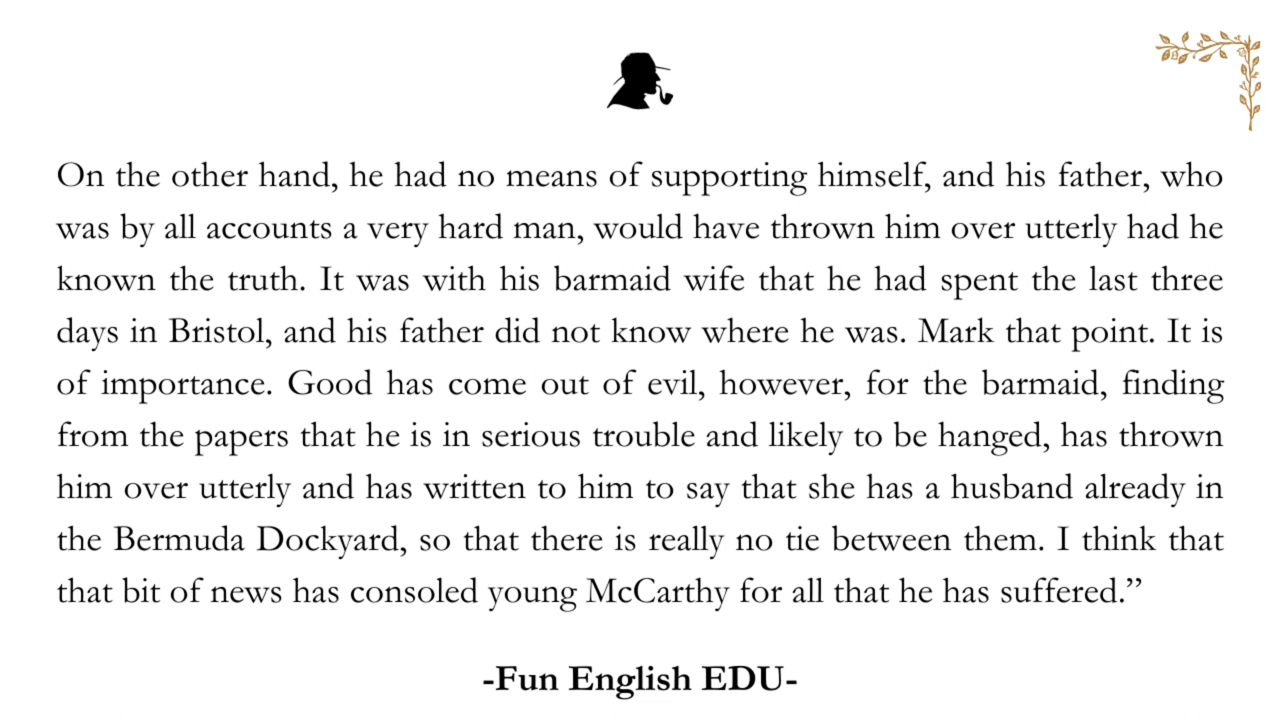 On the other hand, he had no means of supporting himself, and his father, who
was by all accounts a very hard man, would have thrown him over utterly had he
known the truth. It was with his barmaid wife that he had spent the last three
days in Bristol, and his father did not know where he was. Mark that point. It is
of importance. Good has come out of evil, however, for the barmaid, finding
from the papers that he is in serious trouble and likely to be hanged, has thrown
him over utterly and has written to him to say that she has a husband already in
the Bermuda Dockyard, so that there is really no tie between them. I think that
that bit of news has consoled young McCarthy for all that he has suffered.”
-Fun English EDU-